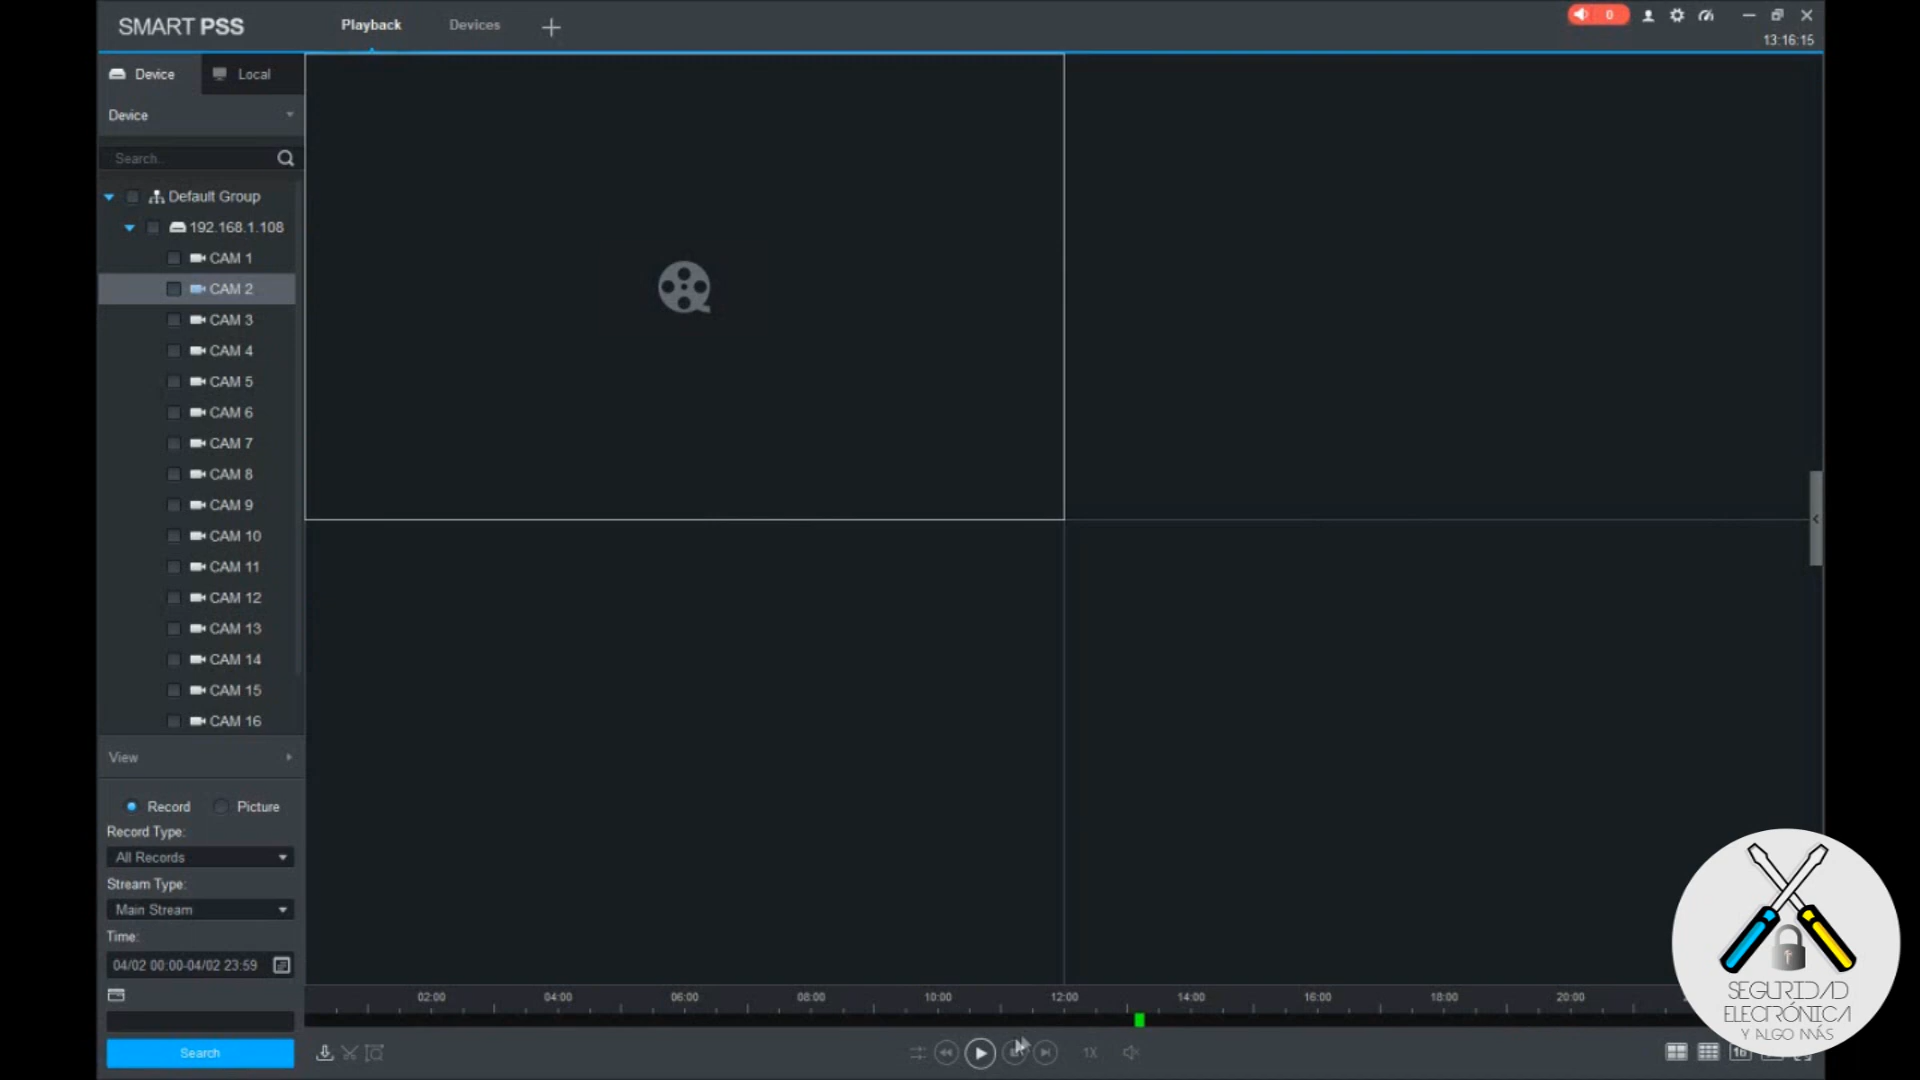 SMART PSS
Playback
Devices
0
13:16:15
Device
Local
Device
Search..
Default Group
192.168.1.108
CAM 1
CAM 2
CAM 3
CAM 4
CAM 5
CAM 6
CAM 7
CAM 8
CAM 9
CAM 10
CAM 11
CAM 12
CAM 13
CAM 14
CAM 15
CAM 16
View
Record
Picture
Record Type:
All Records
Stream Type:
Main Stream
Time:
04/02 00:00-04/02 23:59
Search
02:00 04:00 06:00 08:00 10:00 12:00 14:00 16:00 18:00 20:00
1X
16
SEGURIDAD
ELECTRÓNICA
Y ALGO MÁS